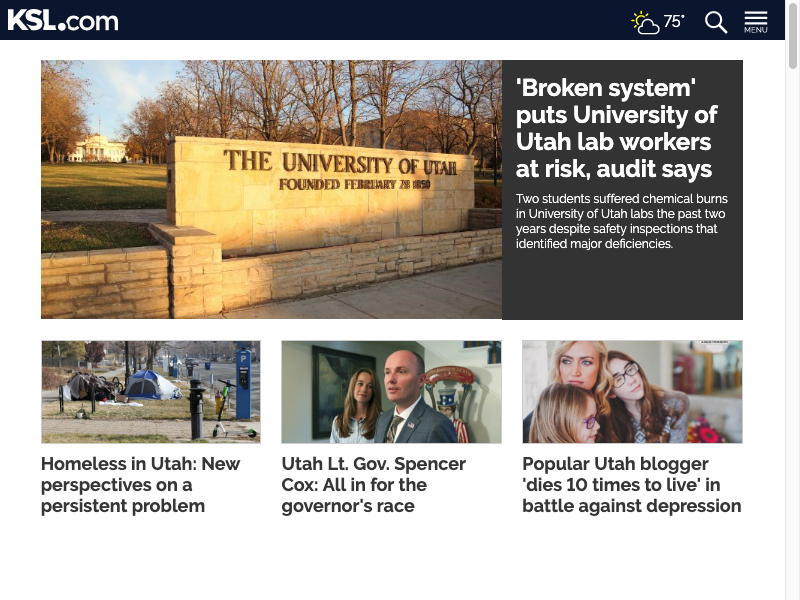 KSL.com
75°
MENU
THE UNIVERSITY OF UTAH
FOUNDED FEBRUARY 28 1850
'Broken system'
puts University of
Utah lab workers
at risk, audit says
Two students suffered chemical burns
in University of Utah labs the past two
years despite safety inspections that
identified major deficiencies.
P
Homeless in Utah: New
perspectives on a
persistent problem
Utah Lt. Gov. Spencer
Cox: All in for the
governor's race
Popular Utah blogger
'dies 10 times to live' in
battle against depression